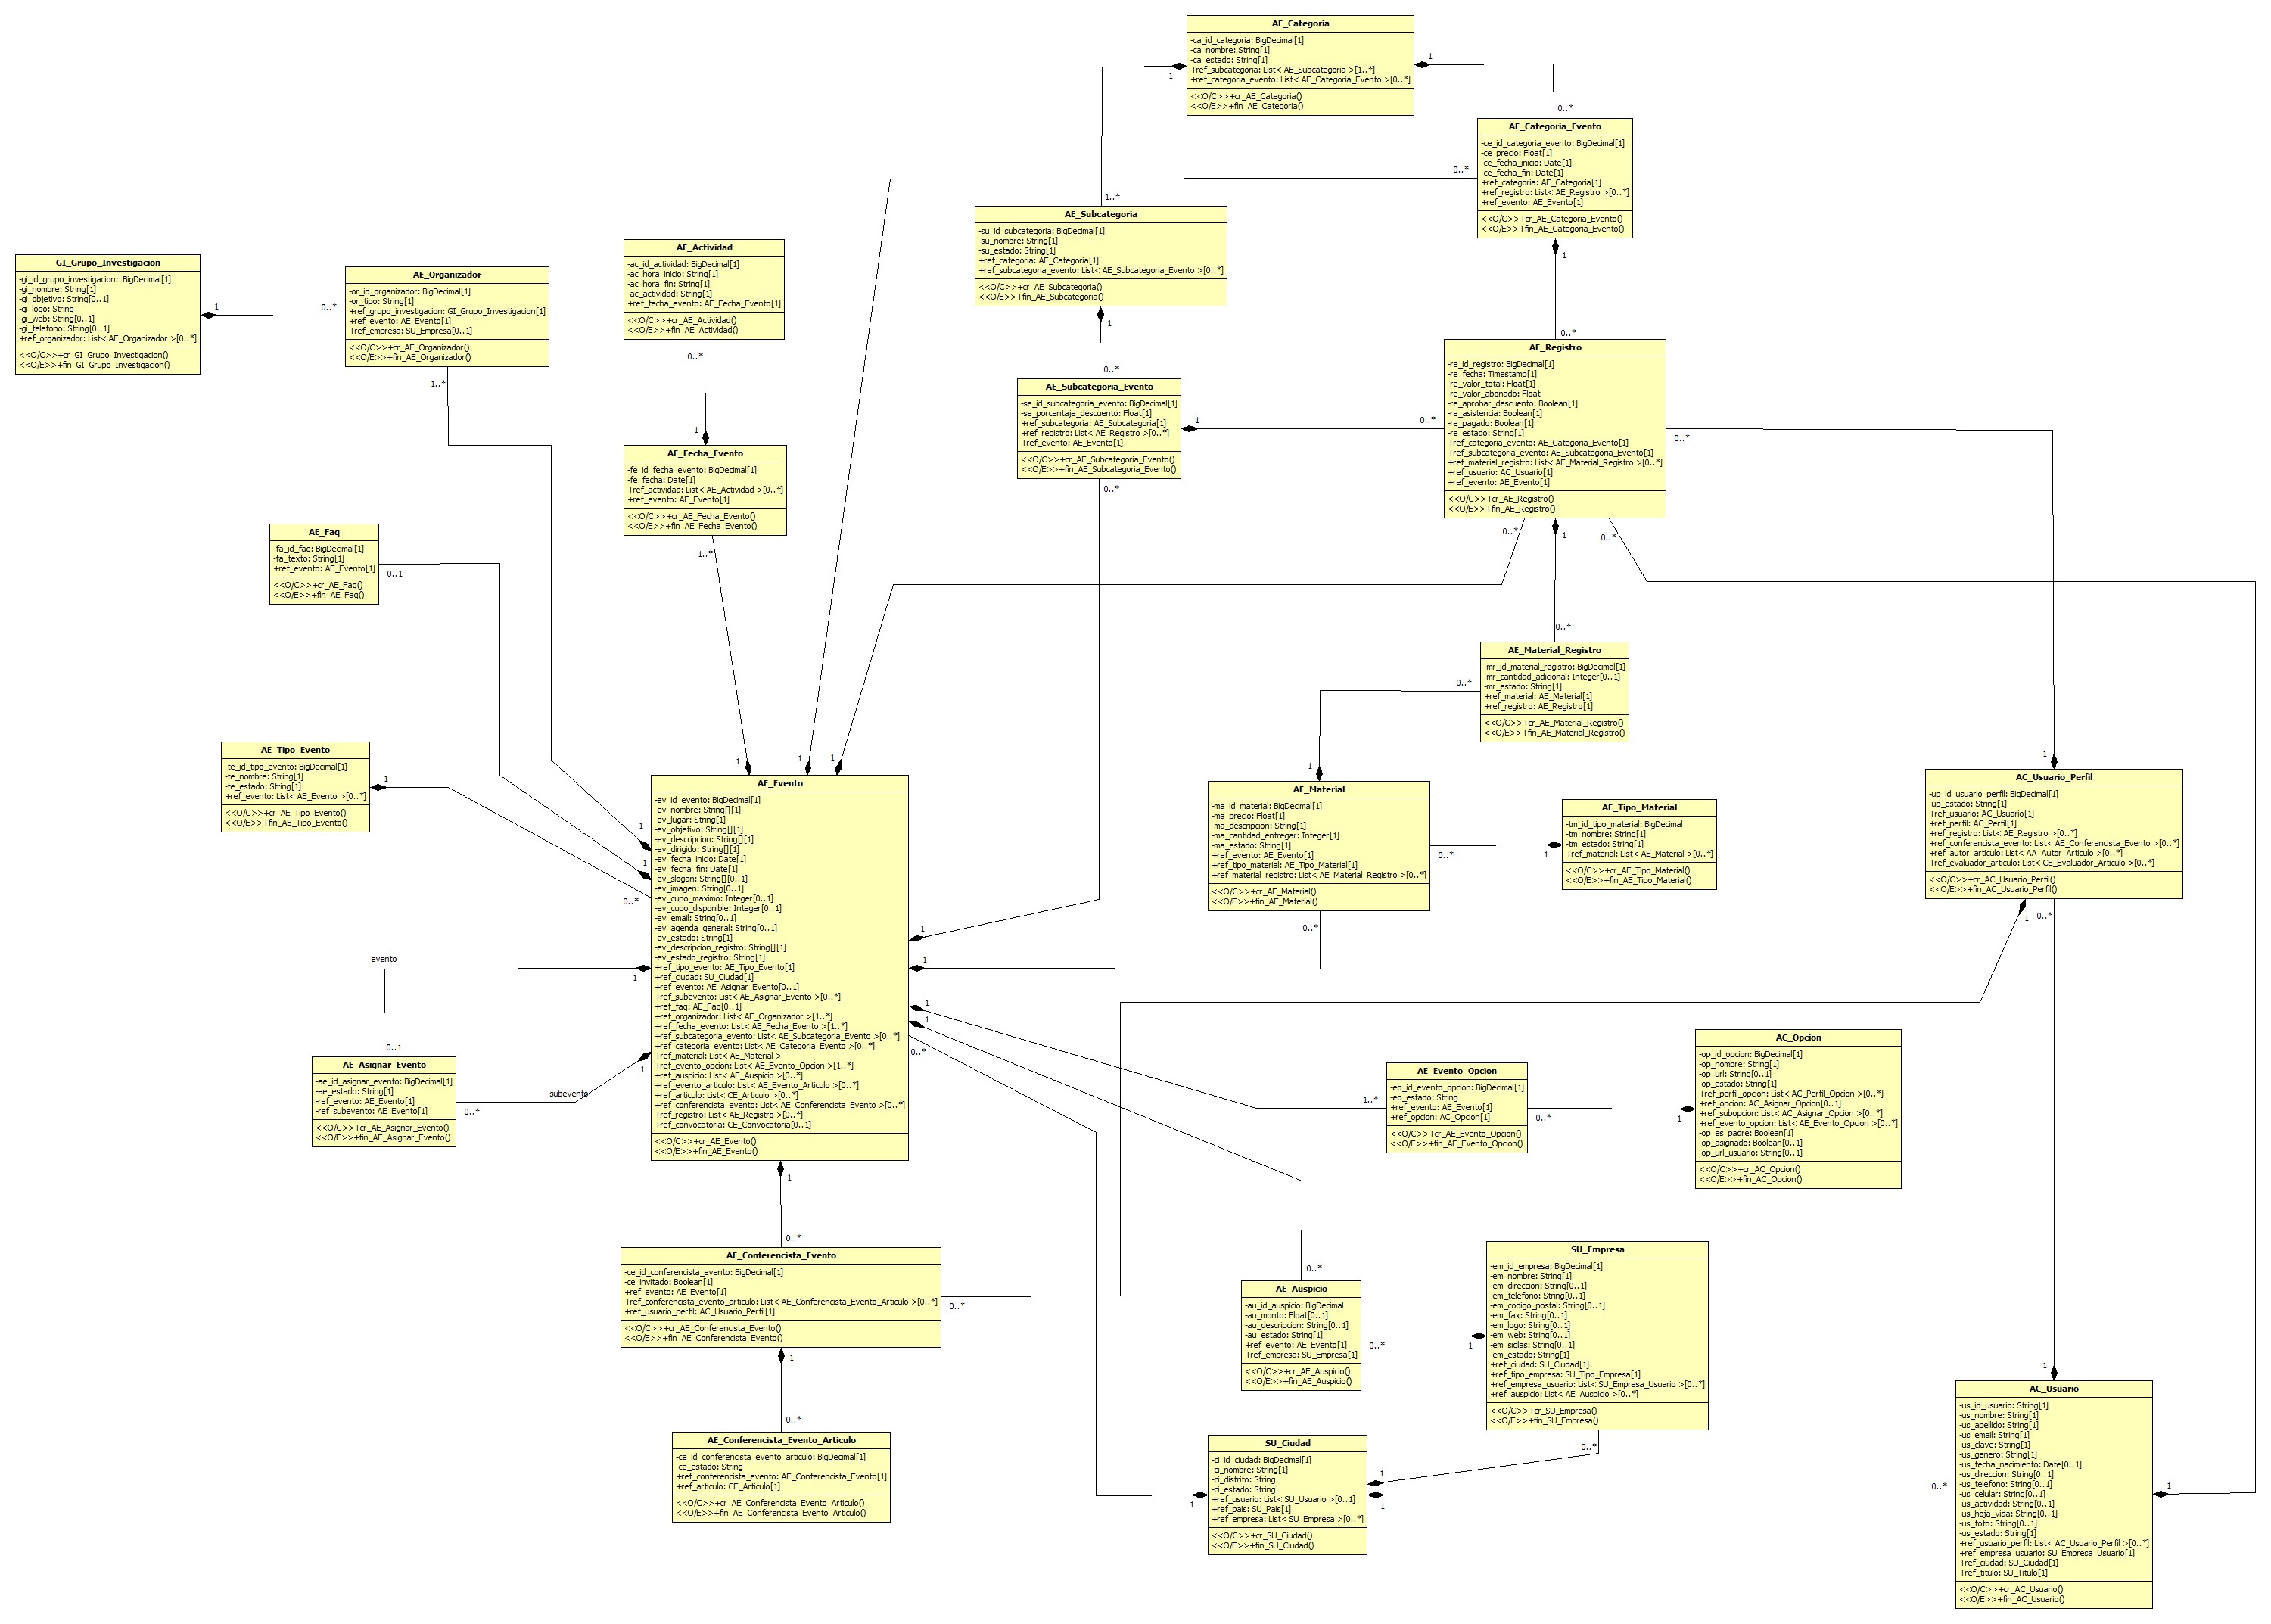 AE_Categoria
-ca_id_categoria: BigDecimal[1]
-ca_nombre: String[1]
-ca_estado: String[1]
+ref_subcategoria: List< AE_Subcategoria >[1..*]
+ref_categoria_evento: List< AE_Categoria_Evento >[0..*]
<<O/C>>+cr_AE_Categoria()
<<O/E>>+fin_AE_Categoria()
1
1
0..*
1..*
AE_Categoria_Evento
-ce_id_categoria_evento: BigDecimal[1]
-ce_precio: Float[1]
-ce_fecha_inicio: Date[1]
-ce_fecha_fin: Date[1]
+ref_categoria: AE_Categoria[1]
+ref_registro: List< AE_Registro >[0..*]
+ref_evento: AE_Evento[1]
<<O/C>>+cr_AE_Categoria_Evento()
<<O/E>>+fin_AE_Categoria_Evento()
0..*
1
0..*
AE_Subcategoria
-su_id_subcategoria: BigDecimal[1]
-su_nombre: String[1]
-su_estado: String[1]
+ref_categoria: AE_Categoria[1]
+ref_subcategoria_evento: List< AE_Subcategoria_Evento >[0..*]
<<O/C>>+cr_AE_Subcategoria()
<<O/E>>+fin_AE_Subcategoria()
1
0..*
GI_Grupo_Investigacion
-gi_id_grupo_investigacion:  BigDecimal[1]
-gi_nombre: String[1]
-gi_objetivo: String[0..1]
-gi_logo: String
-gi_web: String[0..1]
-gi_telefono: String[0..1]
+ref_organizador: List< AE_Organizador >[0..*]
<<O/C>>+cr_GI_Grupo_Investigacion()
<<O/E>>+fin_GI_Grupo_Investigacion()
1
0..*
AE_Organizador
-or_id_organizador: BigDecimal[1]
-or_tipo: String[1]
+ref_grupo_investigacion: GI_Grupo_Investigacion[1]
+ref_evento: AE_Evento[1]
+ref_empresa: SU_Empresa[0..1]
<<O/C>>+cr_AE_Organizador()
<<O/E>>+fin_AE_Organizador()
1..*
AE_Actividad
-ac_id_actividad: BigDecimal[1]
-ac_hora_inicio: String[1]
-ac_hora_fin: String[1]
-ac_actividad: String[1]
+ref_fecha_evento: AE_Fecha_Evento[1]
<<O/C>>+cr_AE_Actividad()
<<O/E>>+fin_AE_Actividad()
0..*
1
AE_Fecha_Evento
-fe_id_fecha_evento: BigDecimal[1]
-fe_fecha: Date[1]
+ref_actividad: List< AE_Actividad >[0..*]
+ref_evento: AE_Evento[1]
<<O/C>>+cr_AE_Fecha_Evento()
<<O/E>>+fin_AE_Fecha_Evento()
1..*
AE_Subcategoria_Evento
-se_id_subcategoria_evento: BigDecimal[1]
-se_porcentaje_descuento: Float[1]
+ref_subcategoria: AE_Subcategoria[1]
+ref_registro: List< AE_Registro >[0..*]
+ref_evento: AE_Evento[1]
<<O/C>>+cr_AE_Subcategoria_Evento()
<<O/E>>+fin_AE_Subcategoria_Evento()
1
0..*
0..*
AE_Registro
-re_id_registro: BigDecimal[1]
-re_fecha: Timestamp[1]
-re_valor_total: Float[1]
-re_valor_abonado: Float
-re_aprobar_descuento: Boolean[1]
-re_asistencia: Boolean[1]
-re_pagado: Boolean[1]
-re_estado: String[1]
+ref_categoria_evento: AE_Categoria_Evento[1]
+ref_subcategoria_evento: AE_Subcategoria_Evento[1]
+ref_material_registro: List< AE_Material_Registro >[0..*]
+ref_usuario: AC_Usuario[1]
+ref_evento: AE_Evento[1]
<<O/C>>+cr_AE_Registro()
<<O/E>>+fin_AE_Registro()
0..*
0..*
1
0..*
0..*
AE_Faq
-fa_id_faq: BigDecimal[1]
-fa_texto: String[1]
+ref_evento: AE_Evento[1]
<<O/C>>+cr_AE_Faq()
<<O/E>>+fin_AE_Faq()
0..1
AE_Material_Registro
-mr_id_material_registro: BigDecimal[1]
-mr_cantidad_adicional: Integer[0..1]
-mr_estado: String[1]
+ref_material: AE_Material[1]
+ref_registro: AE_Registro[1]
<<O/C>>+cr_AE_Material_Registro()
<<O/E>>+fin_AE_Material_Registro()
0..*
1
AE_Tipo_Evento
-te_id_tipo_evento: BigDecimal[1]
-te_nombre: String[1]
-te_estado: String[1]
+ref_evento: List< AE_Evento >[0..*]
<<O/C>>+cr_AE_Tipo_Evento()
<<O/E>>+fin_AE_Tipo_Evento()
1
1
1
1
1
1
0..*
AE_Evento
-ev_id_evento: BigDecimal[1]
-ev_nombre: String[][1]
-ev_lugar: String[1]
-ev_objetivo: String[][1]
-ev_descripcion: String[][1]
-ev_dirigido: String[][1]
-ev_fecha_inicio: Date[1]
-ev_fecha_fin: Date[1]
-ev_slogan: String[][0..1]
-ev_imagen: String[0..1]
-ev_cupo_maximo: Integer[0..1]
-ev_cupo_disponible: Integer[0..1]
-ev_email: String[0..1]
-ev_agenda_general: String[0..1]
-ev_estado: String[1]
-ev_descripcion_registro: String[][1]
-ev_estado_registro: String[1]
+ref_tipo_evento: AE_Tipo_Evento[1]
+ref_ciudad: SU_Ciudad[1]
+ref_evento: AE_Asignar_Evento[0..1]
+ref_subevento: List< AE_Asignar_Evento >[0..*]
+ref_faq: AE_Faq[0..1]
+ref_organizador: List< AE_Organizador >[1..*]
+ref_fecha_evento: List< AE_Fecha_Evento >[1..*]
+ref_subcategoria_evento: List< AE_Subcategoria_Evento >[0..*]
+ref_categoria_evento: List< AE_Categoria_Evento >[0..*]
+ref_material: List< AE_Material >
+ref_evento_opcion: List< AE_Evento_Opcion >[1..*]
+ref_auspicio: List< AE_Auspicio >[0..*]
+ref_evento_articulo: List< AE_Evento_Articulo >[0..*]
+ref_articulo: List< CE_Articulo >[0..*]
+ref_conferencista_evento: List< AE_Conferencista_Evento >[0..*]
+ref_registro: List< AE_Registro >[0..*]
+ref_convocatoria: CE_Convocatoria[0..1]
<<O/C>>+cr_AE_Evento()
<<O/E>>+fin_AE_Evento()
1
1
1
1
0..*
1
AE_Material
-ma_id_material: BigDecimal[1]
-ma_precio: Float[1]
-ma_descripcion: String[1]
-ma_cantidad_entregar: Integer[1]
-ma_estado: String[1]
+ref_evento: AE_Evento[1]
+ref_tipo_material: AE_Tipo_Material[1]
+ref_material_registro: List< AE_Material_Registro >[0..*]
<<O/C>>+cr_AE_Material()
<<O/E>>+fin_AE_Material()
0..*
1
0..*
AE_Tipo_Material
-tm_id_tipo_material: BigDecimal
-tm_nombre: String[1]
-tm_estado: String[1]
+ref_material: List< AE_Material >[0..*]
<<O/C>>+cr_AE_Tipo_Material()
<<O/E>>+fin_AE_Tipo_Material()
1
AC_Usuario_Perfil
-up_id_usuario_perfil: BigDecimal[1]
-up_estado: String[1]
+ref_usuario: AC_Usuario[1]
+ref_perfil: AC_Perfil[1]
+ref_registro: List< AE_Registro >[0..*]
+ref_conferencista_evento: List< AE_Conferencista_Evento >[0..*]
+ref_autor_articulo: List< AA_Autor_Articulo >[0..*]
+ref_evaluador_articulo: List< CE_Evaluador_Articulo >[0..*]
<<O/C>>+cr_AC_Usuario_Perfil()
<<O/E>>+fin_AC_Usuario_Perfil()
1
0..*
evento
1
0..1
AE_Asignar_Evento
-ae_id_asignar_evento: BigDecimal[1]
-ae_estado: String[1]
-ref_evento: AE_Evento[1]
-ref_subevento: AE_Evento[1]
<<O/C>>+cr_AE_Asignar_Evento()
<<O/E>>+fin_AE_Asignar_Evento()
subevento
1
0..*
AE_Evento_Opcion
-eo_id_evento_opcion: BigDecimal[1]
-eo_estado: String
+ref_evento: AE_Evento[1]
+ref_opcion: AC_Opcion[1]
<<O/C>>+cr_AE_Evento_Opcion()
<<O/E>>+fin_AE_Evento_Opcion()
1..*
0..*
1
AC_Opcion
-op_id_opcion: BigDecimal[1]
-op_nombre: String[1]
-op_url: String[0..1]
-op_estado: String[1]
+ref_perfil_opcion: List< AC_Perfil_Opcion >[0..*]
+ref_opcion: AC_Asignar_Opcion[0..1]
+ref_subopcion: List< AC_Asignar_Opcion >[0..*]
+ref_evento_opcion: List< AE_Evento_Opcion >[0..*]
-op_es_padre: Boolean[1]
-op_asignado: Boolean[0..1]
-op_url_usuario: String[0..1]
<<O/C>>+cr_AC_Opcion()
<<O/E>>+fin_AC_Opcion()
0..*
AE_Conferencista_Evento
-ce_id_conferencista_evento: BigDecimal[1]
-ce_invitado: Boolean[1]
+ref_evento: AE_Evento[1]
+ref_conferencista_evento_articulo: List< AE_Conferencista_Evento_Articulo >[0..*]
+ref_usuario_perfil: AC_Usuario_Perfil[1]
<<O/C>>+cr_AE_Conferencista_Evento()
<<O/E>>+fin_AE_Conferencista_Evento()
0..*
1
0..*
AE_Conferencista_Evento_Articulo
-ce_id_conferencista_evento_articulo: BigDecimal[1]
-ce_estado: String
+ref_conferencista_evento: AE_Conferencista_Evento[1]
+ref_articulo: CE_Articulo[1]
<<O/C>>+cr_AE_Conferencista_Evento_Articulo()
<<O/E>>+fin_AE_Conferencista_Evento_Articulo()
0..*
AE_Auspicio
-au_id_auspicio: BigDecimal
-au_monto: Float[0..1]
-au_descripcion: String[0..1]
-au_estado: String[1]
+ref_evento: AE_Evento[1]
+ref_empresa: SU_Empresa[1]
<<O/C>>+cr_AE_Auspicio()
<<O/E>>+fin_AE_Auspicio()
0..*
1
SU_Empresa
-em_id_empresa: BigDecimal[1]
-em_nombre: String[1]
-em_direccion: String[0..1]
-em_telefono: String[0..1]
-em_codigo_postal: String[0..1]
-em_fax: String[0..1]
-em_logo: String[0..1]
-em_web: String[0..1]
-em_siglas: String[0..1]
-em_estado: String[1]
+ref_ciudad: SU_Ciudad[1]
+ref_tipo_empresa: SU_Tipo_Empresa[1]
+ref_empresa_usuario: List< SU_Empresa_Usuario >[0..*]
+ref_auspicio: List< AE_Auspicio >[0..*]
<<O/C>>+cr_SU_Empresa()
<<O/E>>+fin_SU_Empresa()
0..*
SU_Ciudad
-ci_id_ciudad: BigDecimal[1]
-ci_nombre: String[1]
-ci_distrito: String
-ci_estado: String
+ref_usuario: List< SU_Usuario >[0..1]
+ref_pais: SU_Pais[1]
+ref_empresa: List< SU_Empresa >[0..*]
<<O/C>>+cr_SU_Ciudad()
<<O/E>>+fin_SU_Ciudad()
1
1
1
0..*
1
AC_Usuario
-us_id_usuario: String[1]
-us_nombre: String[1]
-us_apellido: String[1]
-us_email: String[1]
-us_clave: String[1]
-us_genero: String[1]
-us_fecha_nacimiento: Date[0..1]
-us_direccion: String[0..1]
-us_telefono: String[0..1]
-us_celular: String[0..1]
-us_actividad: String[0..1]
-us_hoja_vida: String[0..1]
-us_foto: String[0..1]
-us_estado: String[1]
+ref_usuario_perfil: List< AC_Usuario_Perfil >[0..*]
+ref_empresa_usuario: SU_Empresa_Usuario[1]
+ref_ciudad: SU_Ciudad[1]
+ref_titulo: SU_Titulo[1]
<<O/C>>+cr_AC_Usuario()
<<O/E>>+fin_AC_Usuario()
1